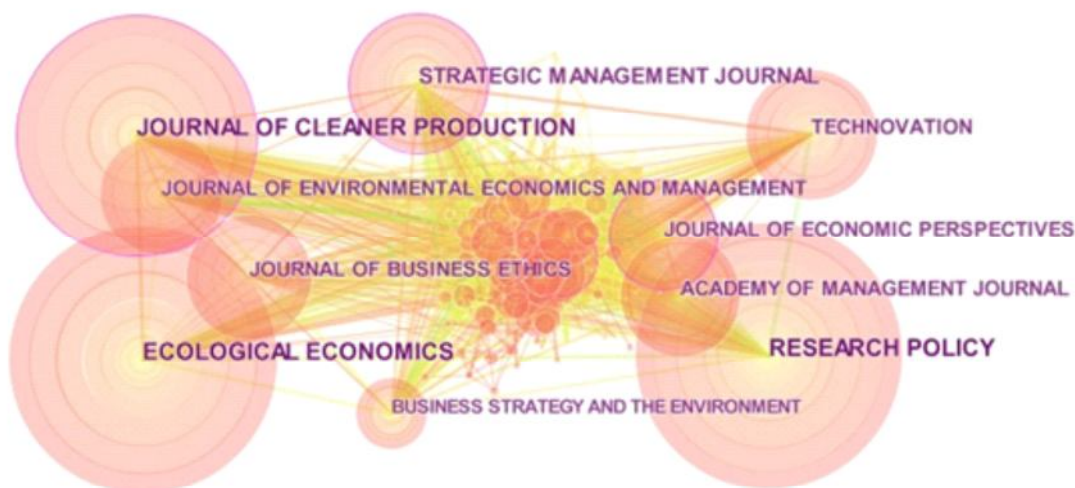 STRATEGIC MANAGEMENT JOURNAL
JOURNAL OF CLEANER PRODUCTION
TECHNOVATION
JOURNAL OF ENVIRONMENTAL ECONOMICS AND MANAGEMENT
JOURNAL OF ECONOMIC PERSPECTIVES
JOURNAL OF BUSINESS ETHICS
ACADEMY OF MANAGEMENT JOURNAL
ECOLOGICAL ECONOMICS
RESEARCH POLICY
BUSINESS STRATEGY AND THE ENVIRONMENT